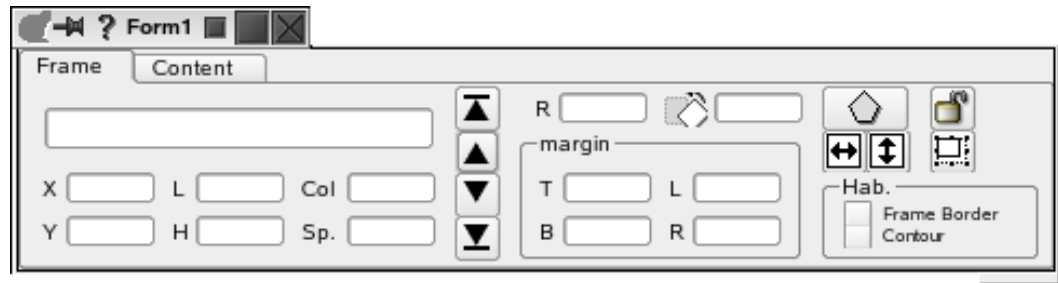 ? Form1
Frame Content
R
margin
X L Col T L
Y H Sp. B R
Hab.
Frame Border
Contour